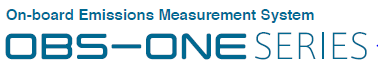 On-board Emissions Measurement System
OBS-ONE SERIES